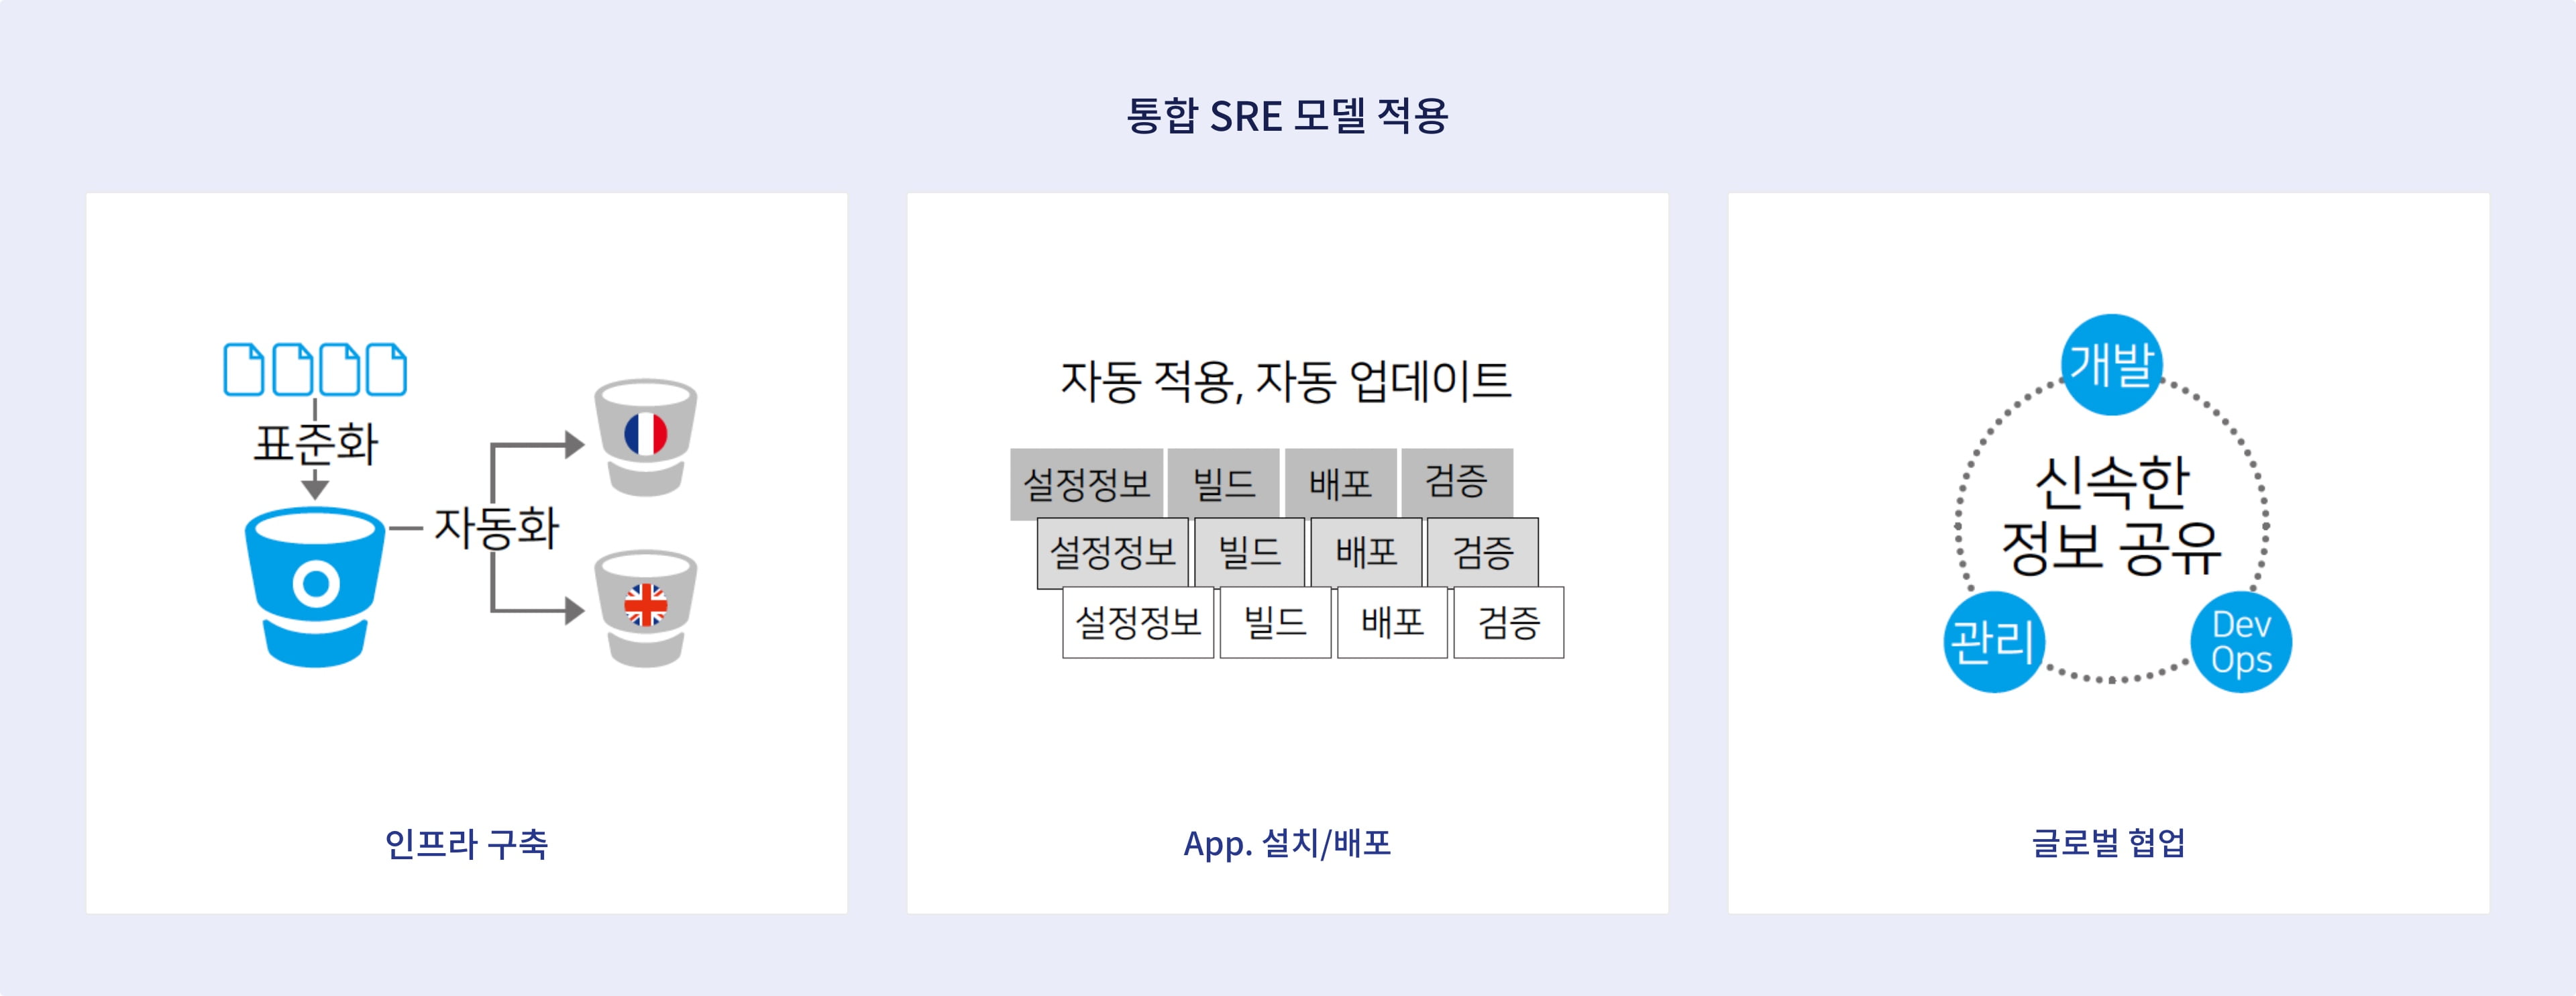 통합 SRE 모델 적용
표준화
자동화
인프라 구축
자동 적용, 자동 업데이트
설정정보 빌드 배포 검증
설정정보 빌드 배포 검증
설정정보 빌드 배포 검증
App. 설치/배포
개발
신속한
정보 공유
관리
Dev
Ops
글로벌 협업